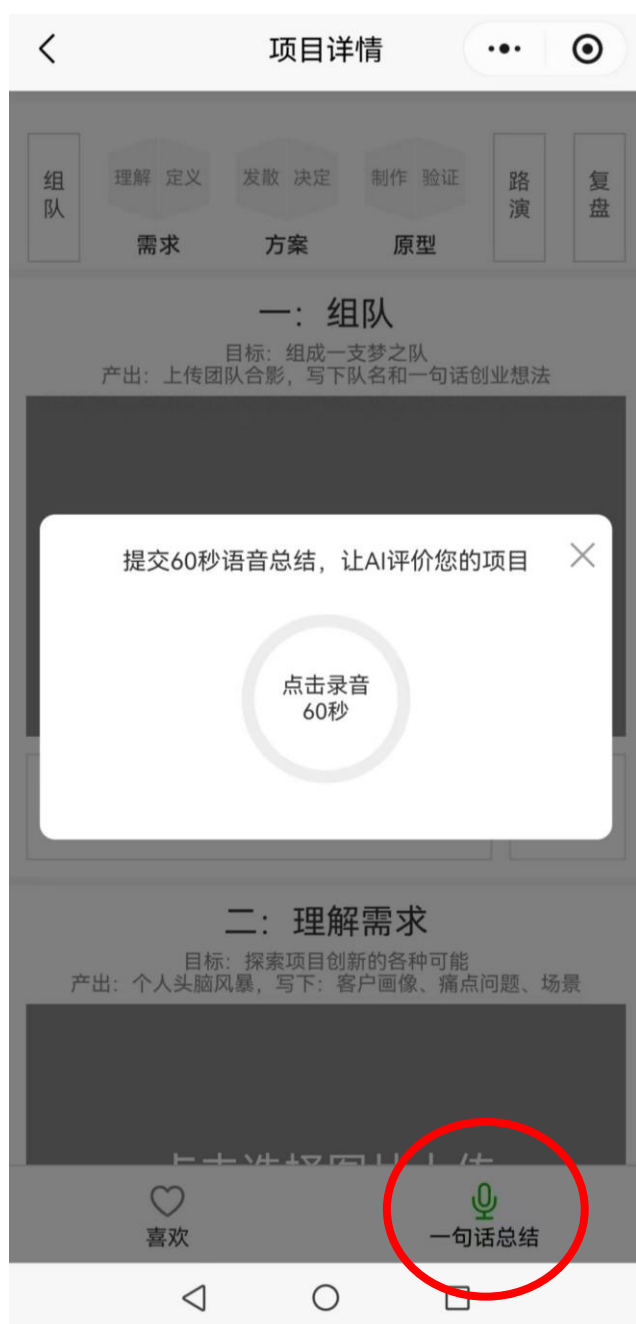 项目详情
组队
理解 定义
需求
发散 决定
方案
制作 验证
原型
路演
复盘
一：组队
目标：组成一支梦之队
产出：上传团队合影，写下队名和一句话创业想法
提交60秒语音总结，让AI评价您的项目
点击录音
60秒
二：理解需求
目标：探索项目创新的各种可能
产出：个人头脑风暴，写下：客户画像、痛点问题、场景
喜欢
一句话总结